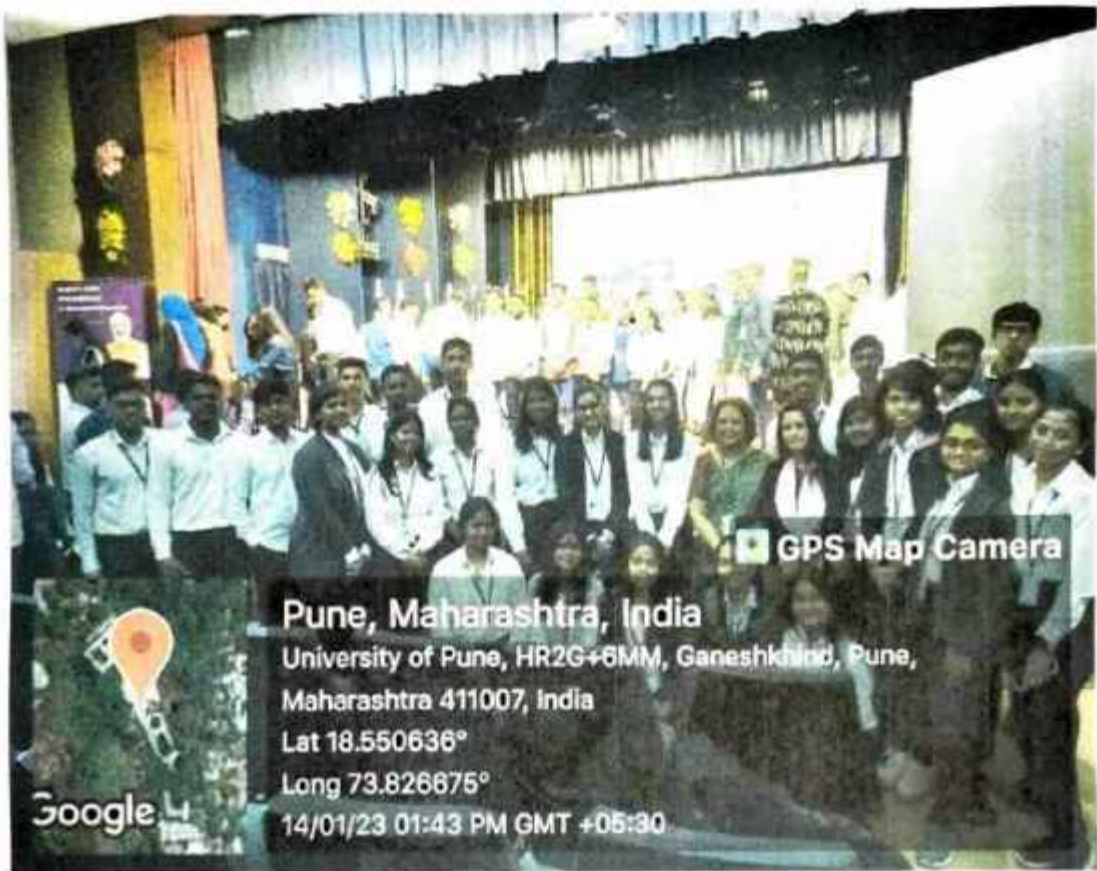 GPS Map Camera
Pune, Maharashtra, India
University of Pune, HR2G+6MM, Ganeshkhind, Pune,
Maharashtra 411007, India
Lat 18.550636°
Long 73.826675°
14/01/23 01:43 PM GMT +05:30
Google